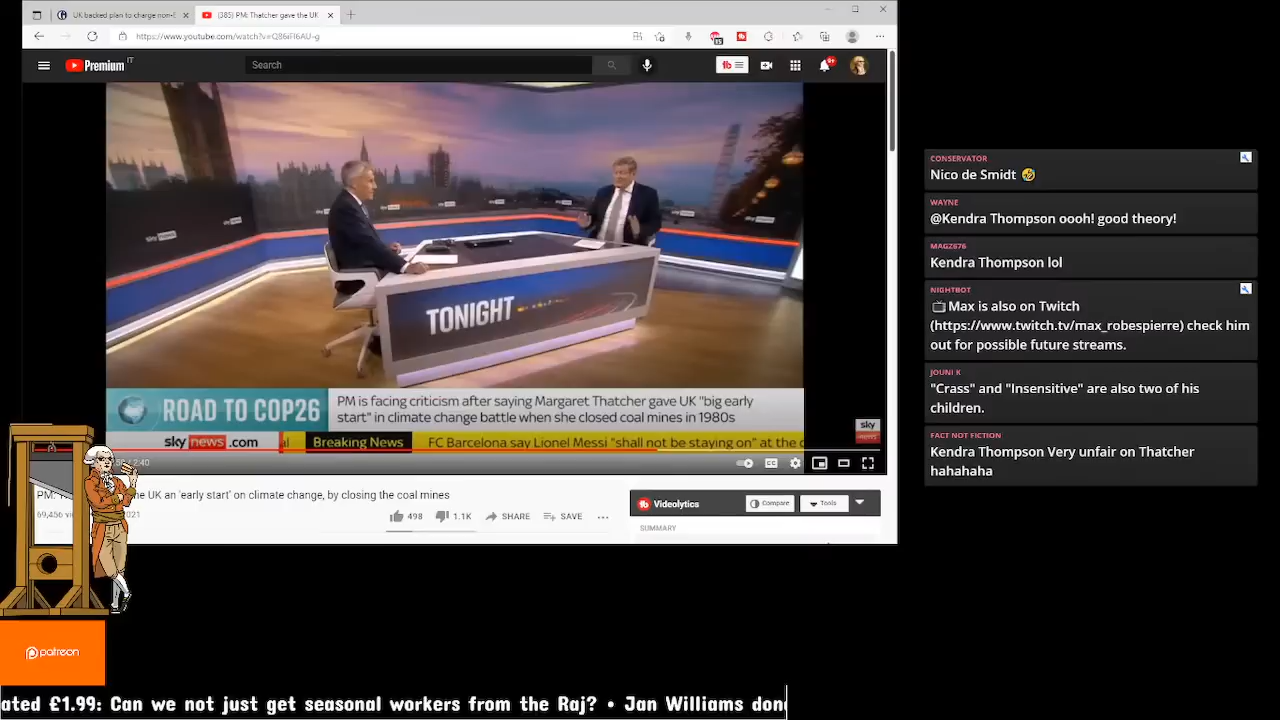 UK backed plan to charge non-E
(385) PM: Thatcher gave the UK
Premium IT
Search
9+
TONIGHT
ROAD TO COP26
PM is facing criticism after saying Margaret Thatcher gave UK "big early
start" in climate change battle when she closed coal mines in 1980s
sky news
sky news.com
Breaking News
FC Barcelona say Lionel Messi "shall not be staying on" at the c
/ 2:40
the UK an 'early start' on climate change, by closing the coal mines
498
1.1K
SHARE
SAVE
Videolytics
Compare
Tools
SUMMARY
CONSERVATOR
Nico de Smidt 🤣
WAYNE
@Kendra Thompson oooh! good theory!
MAGZ676
Kendra Thompson lol
NIGHTBOT
📺Max is also on Twitch
(https://www.twitch.tv/max_robespierre) check him
out for possible future streams.
JOUNI K
"Crass" and "Insensitive" are also two of his
children.
FACT NOT FICTION
Kendra Thompson Very unfair on Thatcher
hahahaha
patreon
ated £1.99: Can we not just get seasonal workers from the Raj? • Jan Williams don